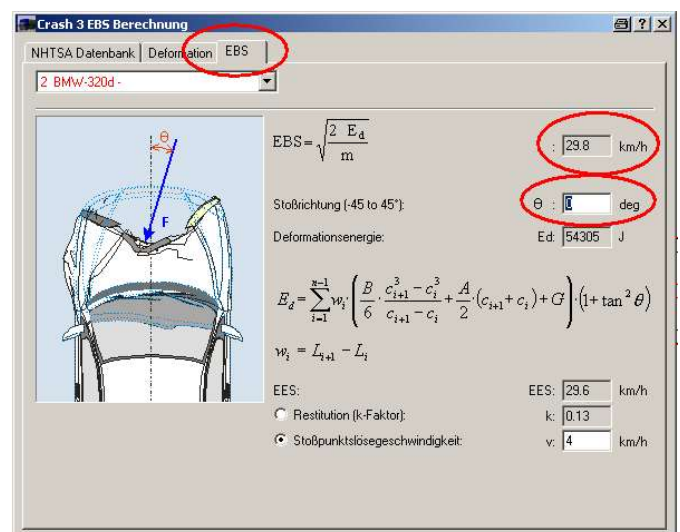 Crash 3 EBS Berechnung
NHTSA Datenbank Deformation EBS
2 BMW-320d -
θ
F
EBS = √(2 E_d / m) : 29.8 km/h
Stoßrichtung (-45 to 45°): θ : 0 deg
Deformationsenergie: Ed: 54305 J
E_d = ∑_{i=1}^{n-1} w_i · (B/6 · (c_{i+1}^3 − c_i^3)/(c_{i+1} − c_i) + A/2 · (c_{i+1} + c_i) + G) · (1 + tan^2 θ)
w_i = L_{i+1} − L_i
EES: EES: 29.6 km/h
Restitution (k-Faktor): k: 0.13
Stoßpunktslösegeschwindigkeit: v: 4 km/h